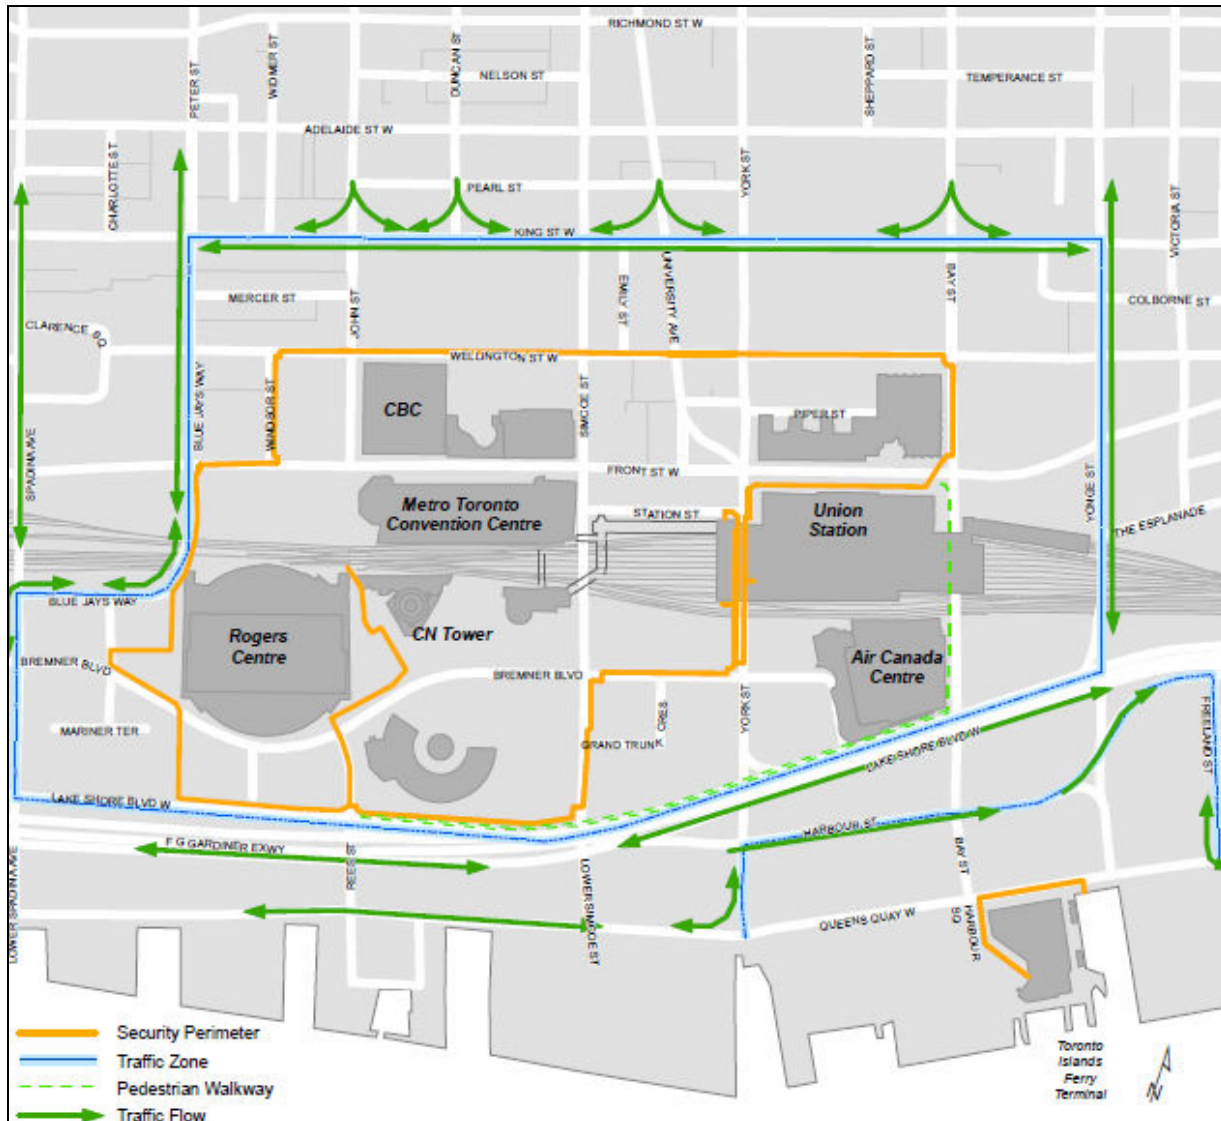 RICHMOND ST W
PETER ST
WIDMER ST
DUNCAN ST
NELSON ST
SHEPPARD ST
TEMPERANCE ST
ADELAIDE ST W
CHARLOTTE ST
PEARL ST
YORK ST
VICTORIA ST
KING ST W
MERCER ST
JOHN ST
EMILY ST
UNIVERSITY AVE
BAY ST
COLBORNE ST
CLARENCE SQ
WELLINGTON ST W
BLUE JAYS WAY
WINDSOR ST
CBC
SIMCOE ST
PIPER ST
SPADINA AVE
FRONT ST W
YONGE ST
Metro Toronto
Convention Centre
STATION ST
Union
Station
THE ESPLANADE
BLUE JAYS WAY
Rogers
Centre
CN Tower
Air Canada
Centre
BREMNER BLVD
BREMNER BLVD
MARINER TER
GRAND TRUNK CRES
YORK ST
LAKE SHORE BLVD W
FREELAND ST
LAKE SHORE BLVD W
HARBOUR ST
F G GARDINER EXWY
REES ST
LOWER SIMCOE ST
BAY ST
LOWER SPADINA AVE
QUEENS QUAY W
HARBOUR SQ
Security Perimeter
Traffic Zone
Pedestrian Walkway
Traffic Flow
Toronto
Islands
Ferry
Terminal
N